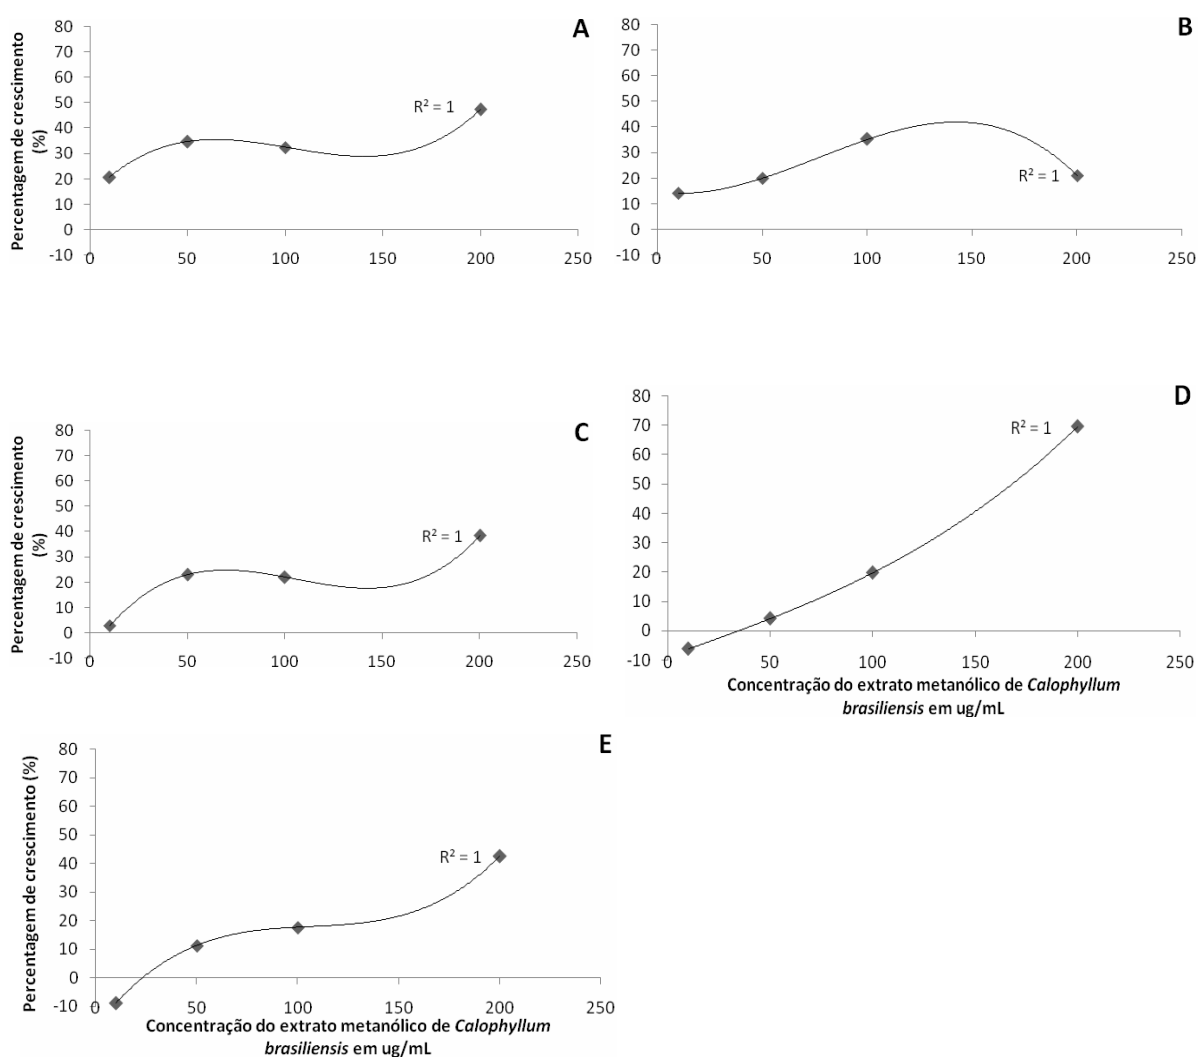 A
Percentagem de crescimento
(%)
80
70
60
50
40
30
20
10
0
-10
R² = 1
0 50 100 150 200 250
B
80
70
60
50
40
30
20
10
0
-10
R² = 1
0 50 100 150 200 250
C
Percentagem de crescimento
(%)
80
70
60
50
40
30
20
10
0
-10
R² = 1
0 50 100 150 200 250
D
80
70
60
50
40
30
20
10
0
-10
R² = 1
0 50 100 150 200 250
Concentração do extrato metanólico de Calophyllum
brasiliensis em ug/mL
E
Percentagem de crescimento (%)
80
70
60
50
40
30
20
10
0
-10
R² = 1
0 50 100 150 200 250
Concentração do extrato metanólico de Calophyllum
brasiliensis em ug/mL